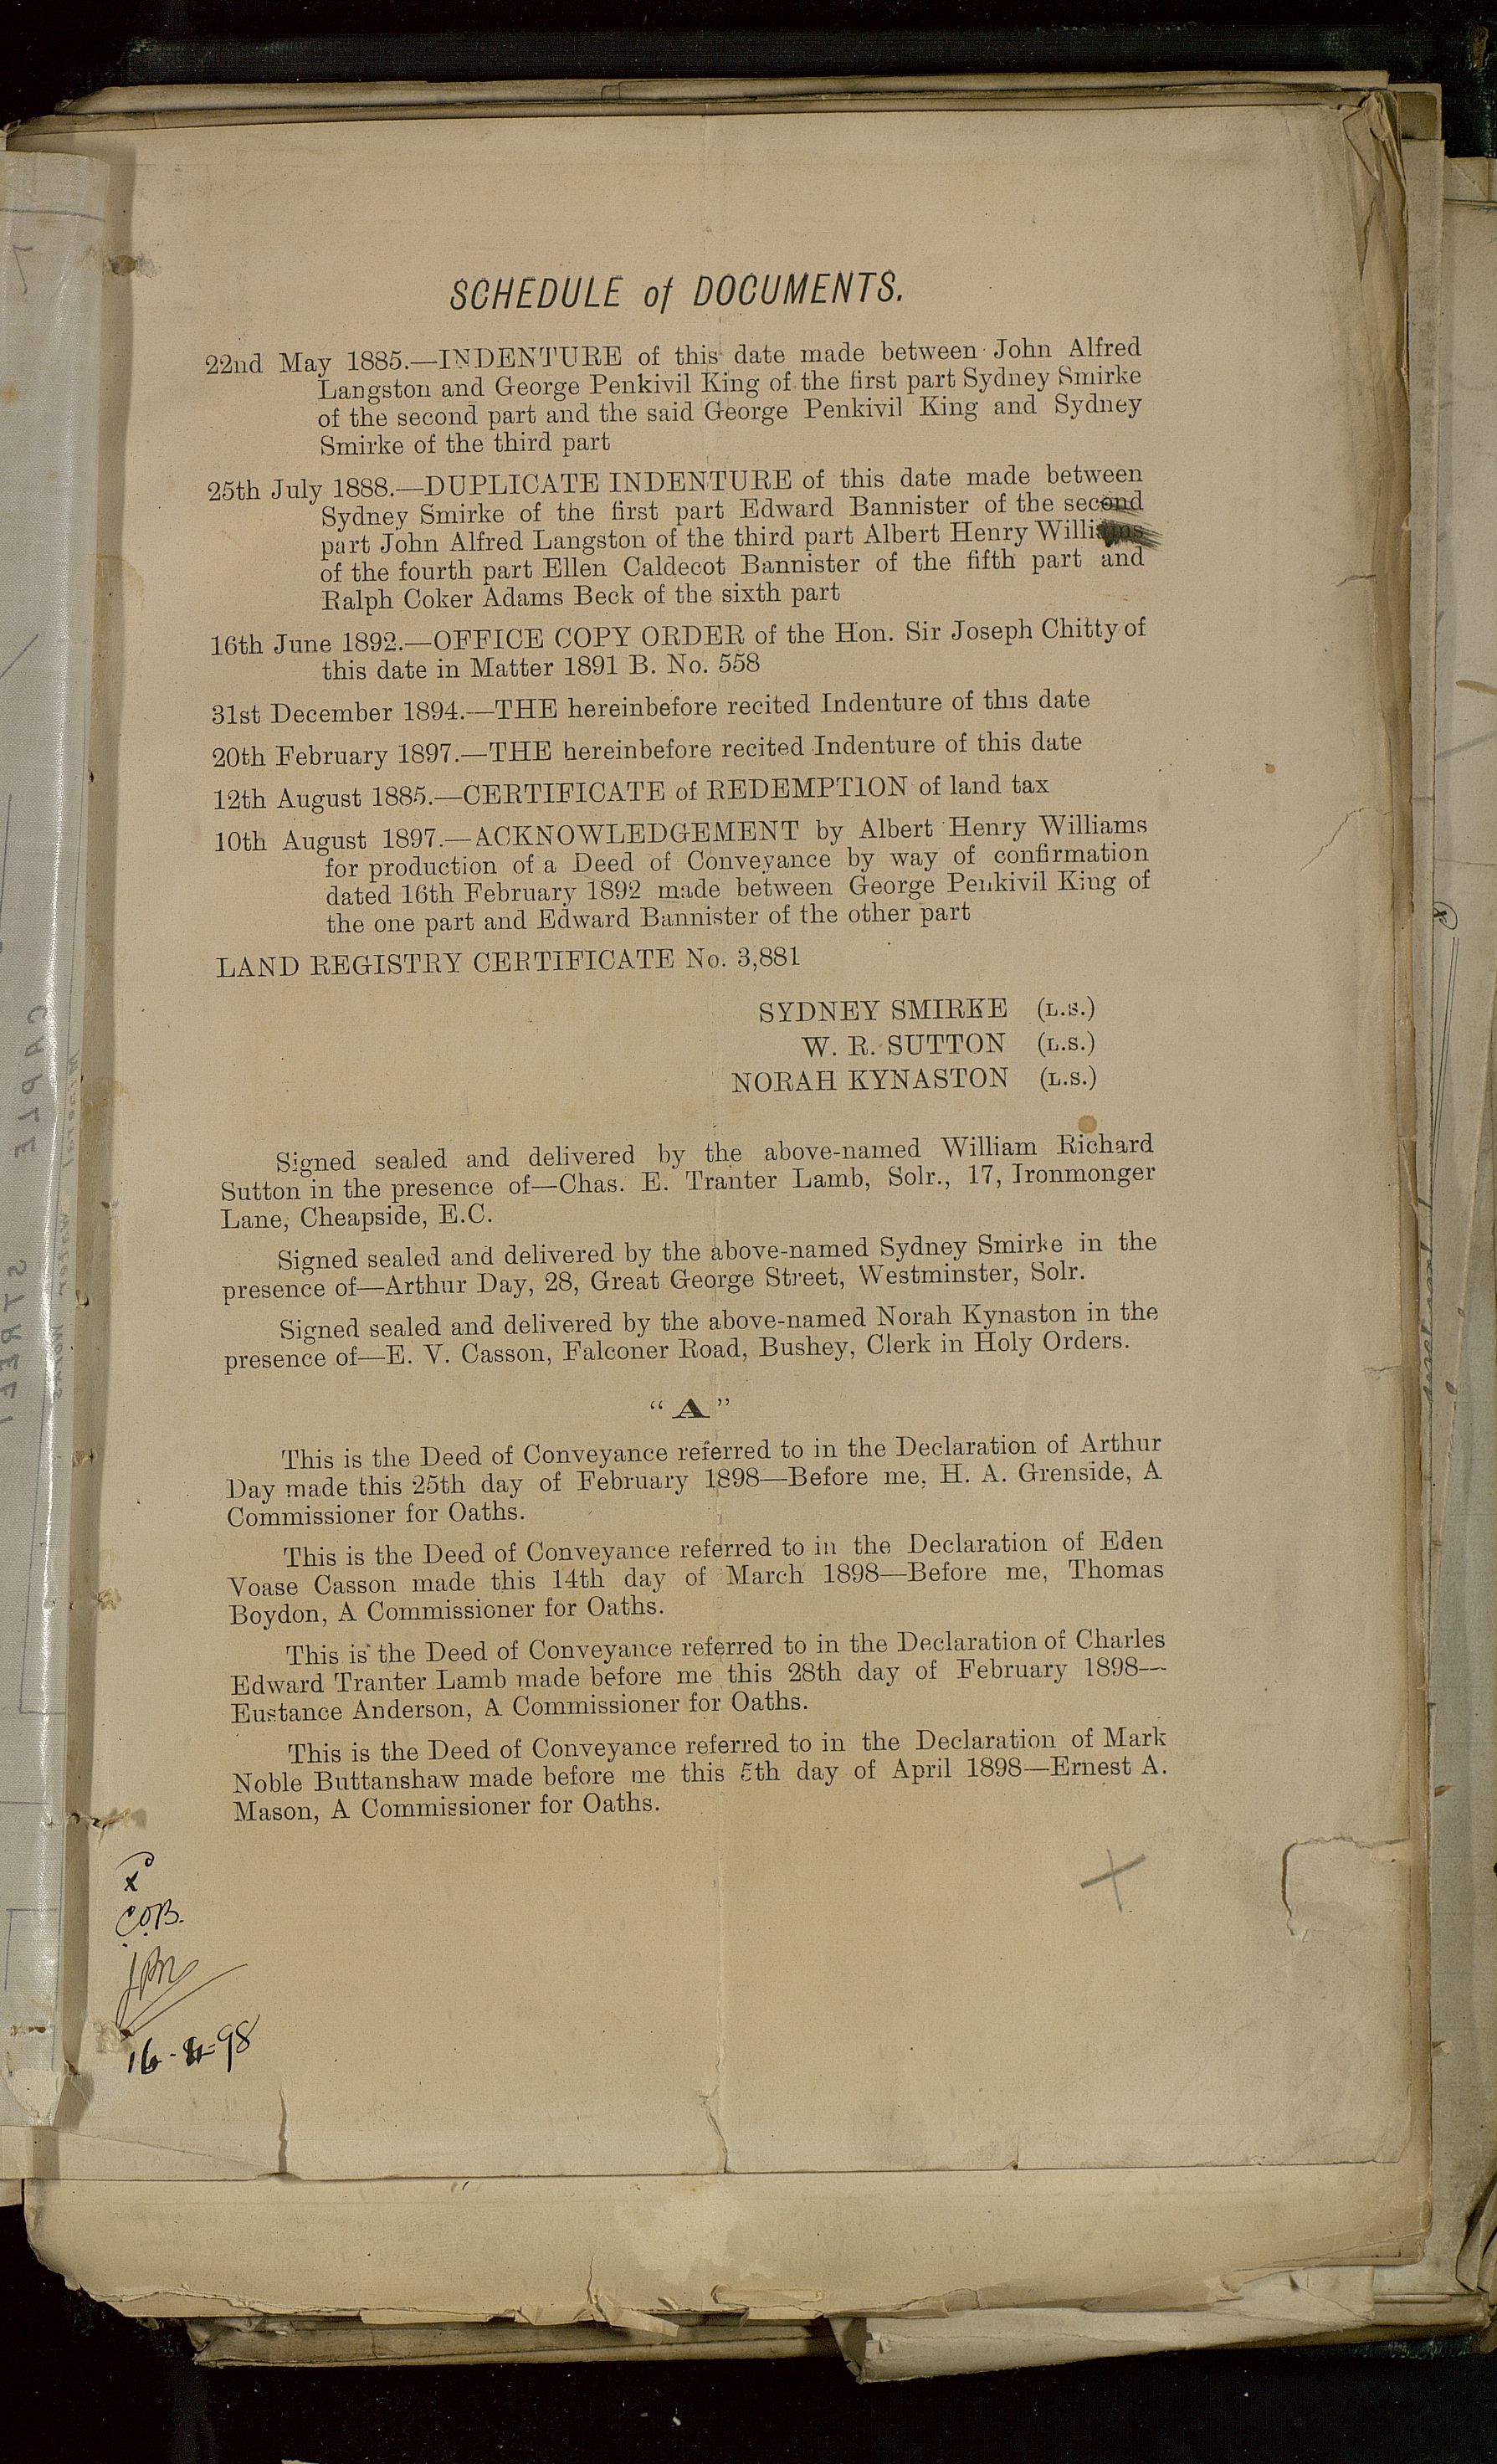 SCHEDULE of DOCUMENTS.
22nd May 1885.—INDENTURE of this date made between John Alfred
Langston and George Penkivil King of the first part Sydney Smirke
of the second part and the said George Penkivil King and Sydney
Smirke of the third part
25th July 1888.—DUPLICATE INDENTURE of this date made between
Sydney Smirke of the first part Edward Bannister of the second
part John Alfred Langston of the third part Albert Henry Williams
of the fourth part Ellen Caldecot Bannister of the fifth part and
Ralph Coker Adams Beck of the sixth part
16th June 1892.—OFFICE COPY ORDER of the Hon. Sir Joseph Chitty of
this date in Matter 1891 B. No. 558
31st December 1894.—THE hereinbefore recited Indenture of this date
20th February 1897.—THE hereinbefore recited Indenture of this date
12th August 1885.—CERTIFICATE of REDEMPTION of land tax
10th August 1897.—ACKNOWLEDGEMENT by Albert Henry Williams
for production of a Deed of Conveyance by way of confirmation
dated 16th February 1892 made between George Penkivil King of
the one part and Edward Bannister of the other part
LAND REGISTRY CERTIFICATE No. 3,881
SYDNEY SMIRKE (L.S.)
W. R. SUTTON (L.S.)
NORAH KYNASTON (L.S.)
Signed sealed and delivered by the above-named William Richard
Sutton in the presence of—Chas. E. Tranter Lamb, Solr., 17, Ironmonger
Lane, Cheapside, E.C.
Signed sealed and delivered by the above-named Sydney Smirke in the
presence of—Arthur Day, 28, Great George Street, Westminster, Solr.
Signed sealed and delivered by the above-named Norah Kynaston in the
presence of—E. V. Casson, Falconer Road, Bushey, Clerk in Holy Orders.
“A”
This is the Deed of Conveyance referred to in the Declaration of Arthur
Day made this 25th day of February 1898—Before me, H. A. Grenside, A
Commissioner for Oaths.
This is the Deed of Conveyance referred to in the Declaration of Eden
Voase Casson made this 14th day of March 1898—Before me, Thomas
Boydon, A Commissioner for Oaths.
This is the Deed of Conveyance referred to in the Declaration of Charles
Edward Tranter Lamb made before me this 28th day of February 1898—
Eustance Anderson, A Commissioner for Oaths.
This is the Deed of Conveyance referred to in the Declaration of Mark
Noble Buttanshaw made before me this 5th day of April 1898—Ernest A.
Mason, A Commissioner for Oaths.
x
C.O.B.